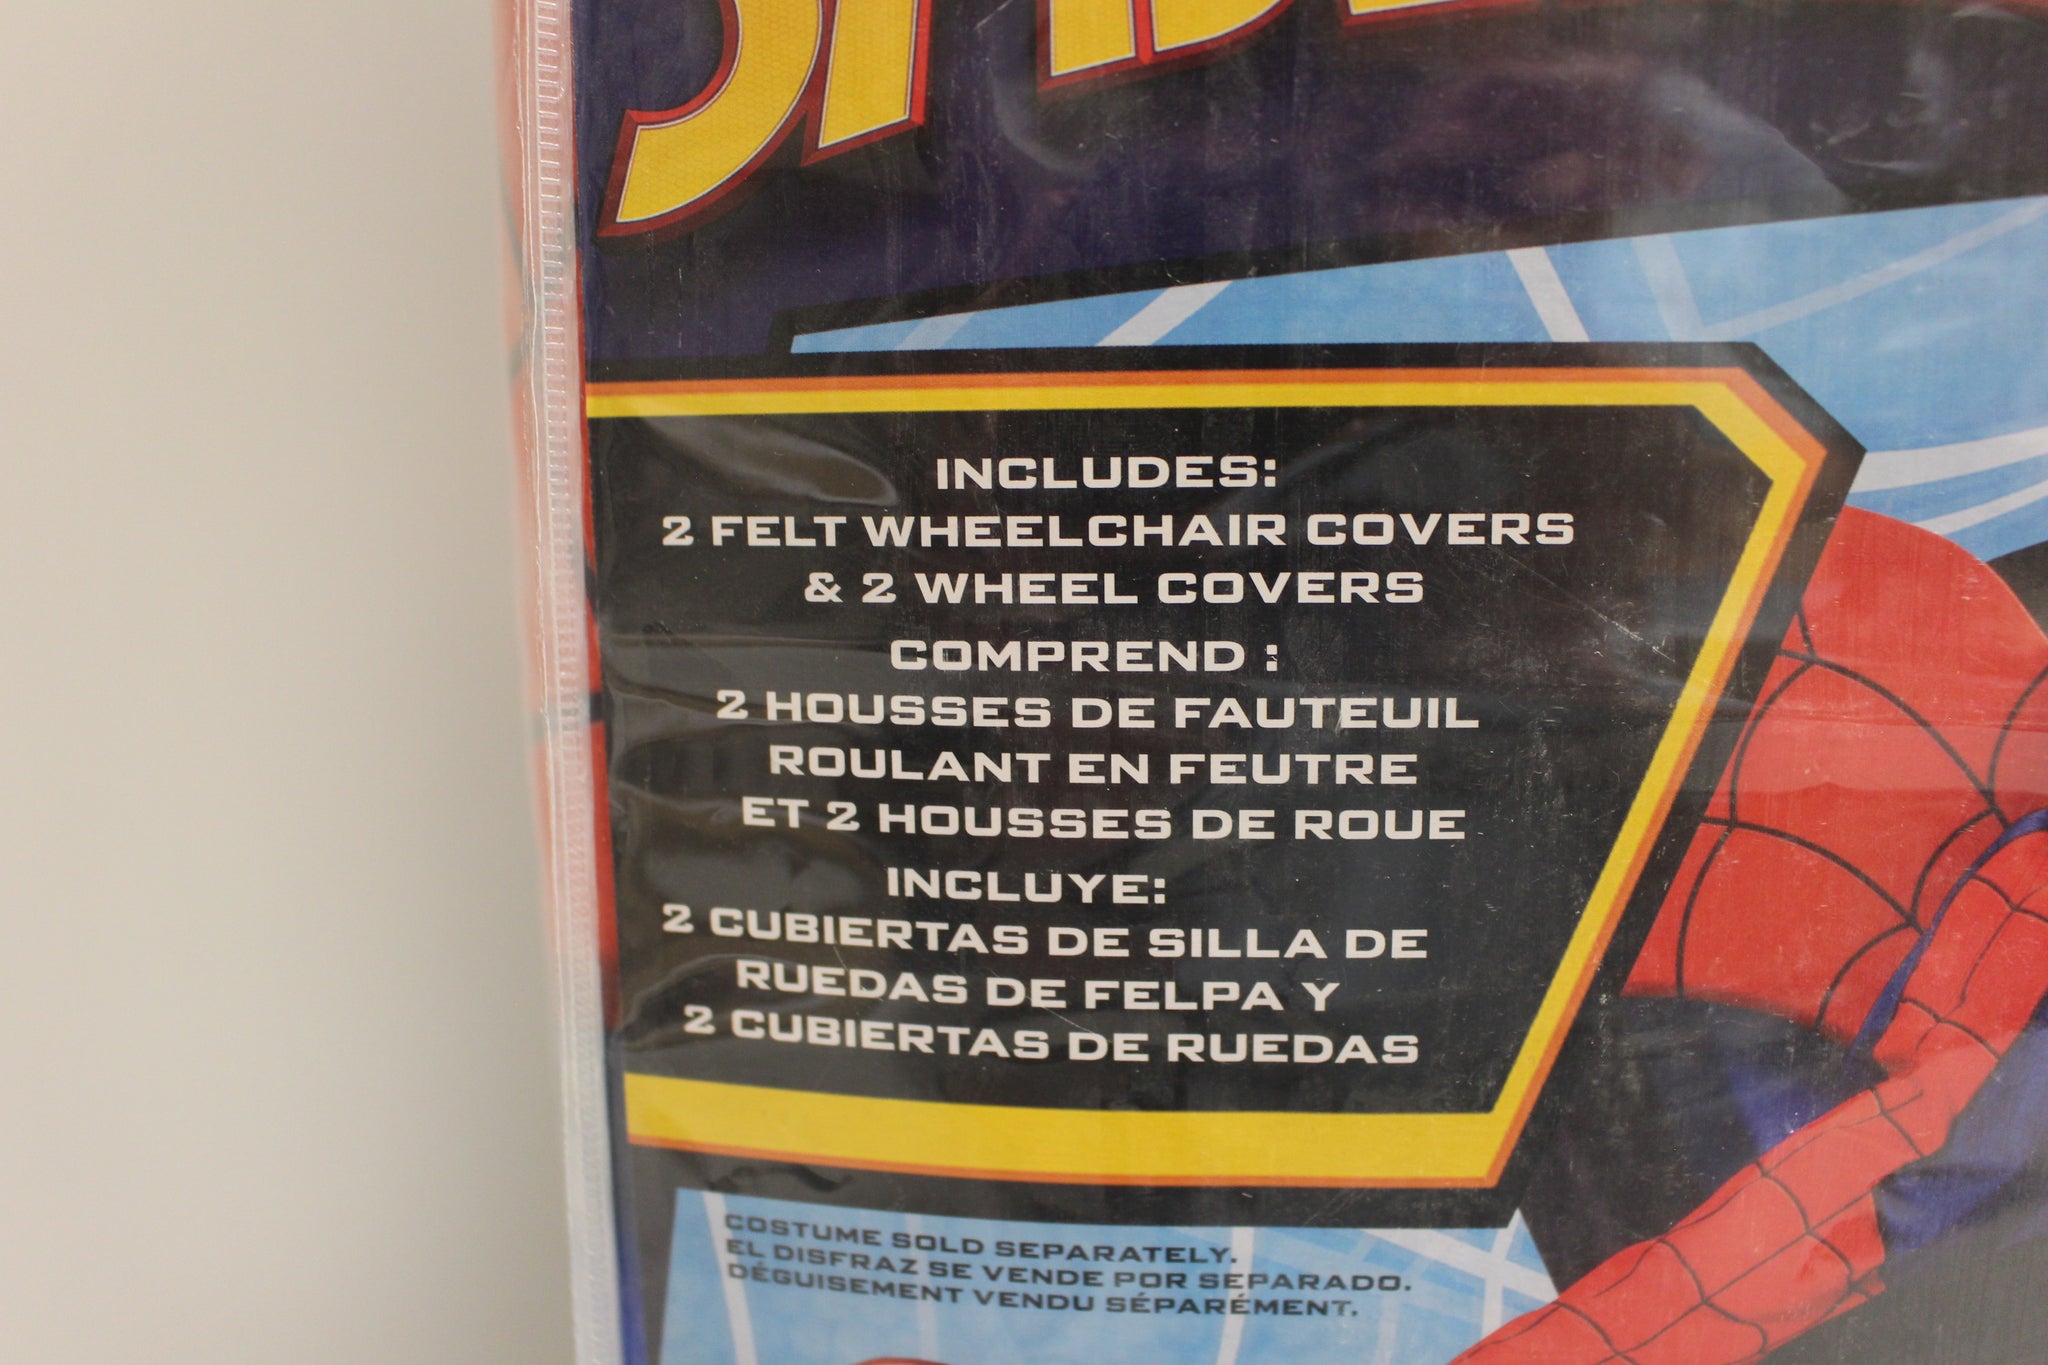 INCLUDES:
2 FELT WHEELCHAIR COVERS
& 2 WHEEL COVERS
COMPREND :
2 HOUSSES DE FAUTEUIL
ROULANT EN FEUTRE
ET 2 HOUSSES DE ROUE
INCLUYE:
2 CUBIERTAS DE SILLA DE
RUEDAS DE FELPA Y
2 CUBIERTAS DE RUEDAS
COSTUME SOLD SEPARATELY.
EL DISFRAZ SE VENDE POR SEPARADO.
DÉGUISEMENT VENDU SÉPARÉMENT.